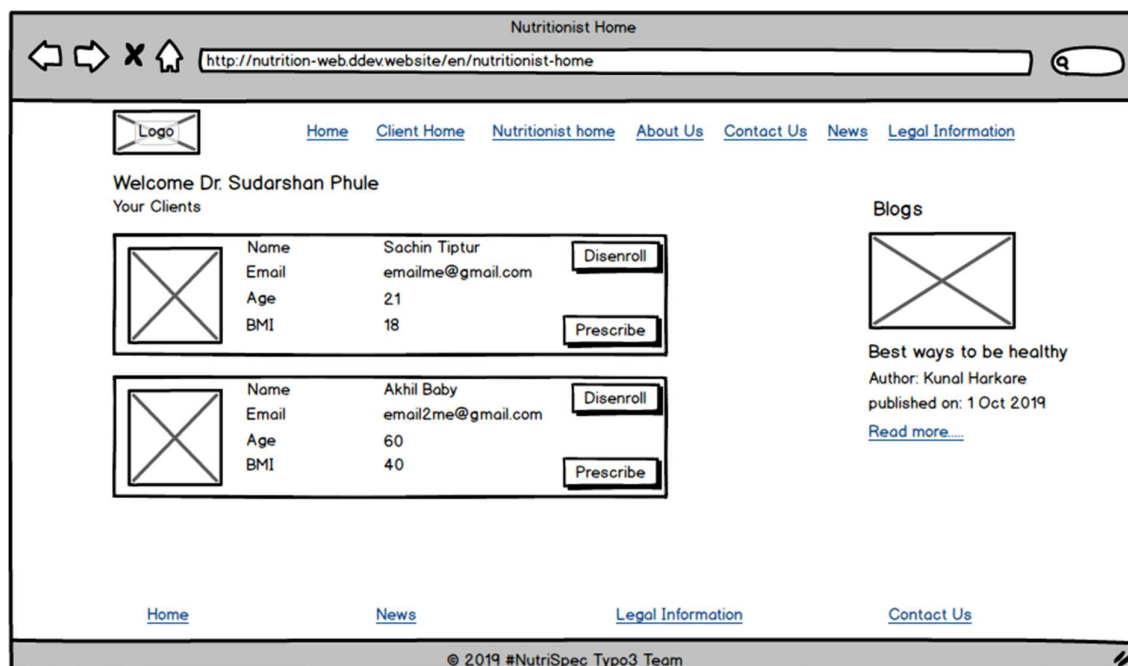 Nutritionist Home
http://nutrition-web.ddev.website/en/nutritionist-home
Logo
Home Client Home Nutritionist home About Us Contact Us News Legal Information
Welcome Dr. Sudarshan Phule
Your Clients
Name Sachin Tiptur
Email emailme@gmail.com
Age 21
BMI 18
Disenroll
Prescribe
Name Akhil Baby
Email email2me@gmail.com
Age 60
BMI 40
Disenroll
Prescribe
Blogs
Best ways to be healthy
Author: Kunal Harkare
published on: 1 Oct 2019
Read more.....
Home News Legal Information Contact Us
© 2019 #NutriSpec Typo3 Team